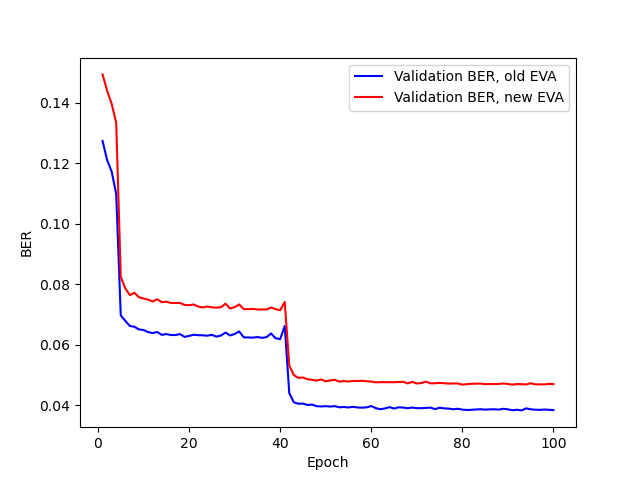 Validation BER, old EVA
Validation BER, new EVA
0.14
0.12
0.10
0.08
0.06
0.04
BER
0 20 40 60 80 100
Epoch